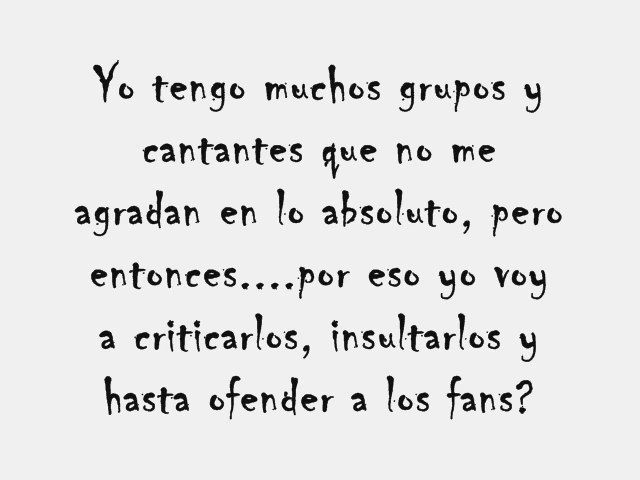 Yo tengo muchos grupos y
cantantes que no me
agradan en lo absoluto, pero
entonces....por eso yo voy
a criticarlos, insultarlos y
hasta ofender a los fans?